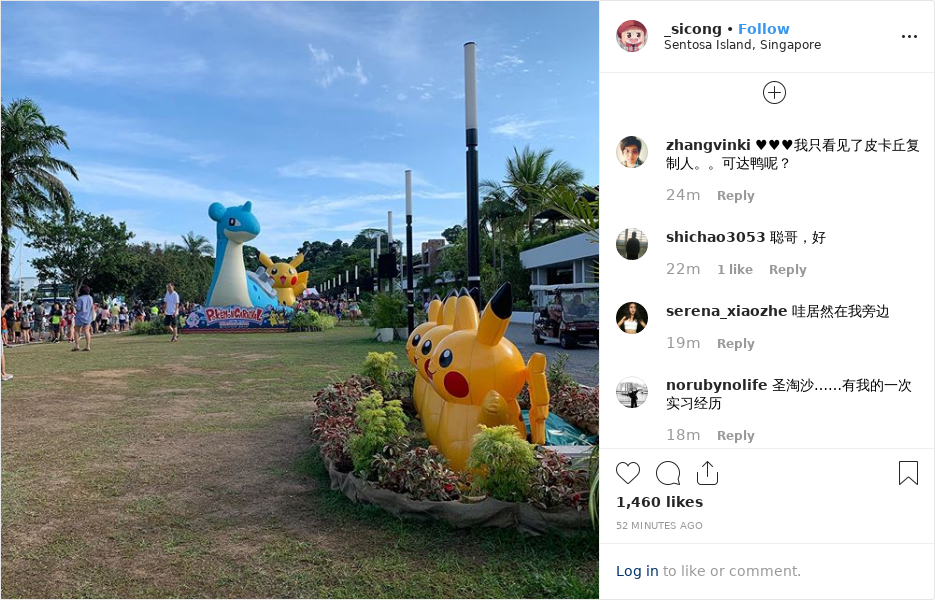 _sicong • Follow
Sentosa Island, Singapore
zhangvinki ♥♥♥我只看见了皮卡丘复
制人。。可达鸭呢？
24m Reply
shichao3053 聪哥，好
22m 1 like Reply
serena_xiaozhe 哇居然在我旁边
19m Reply
norubynolife 圣淘沙……有我的一次
实习经历
18m Reply
1,460 likes
52 MINUTES AGO
Log in to like or comment.